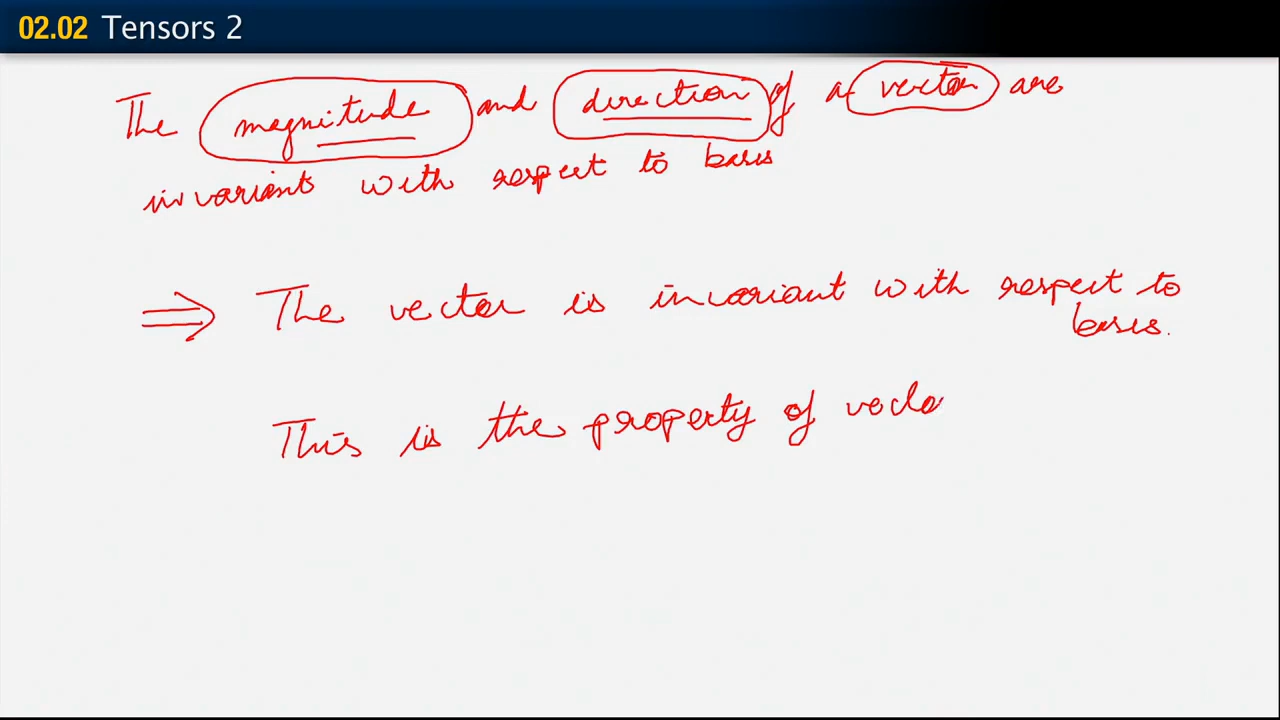 02.02 Tensors 2
The magnitude and direction of a vector are
invariant with respect to basis
⇒ The vector is invariant with respect to
basis.
This is the property of vecto